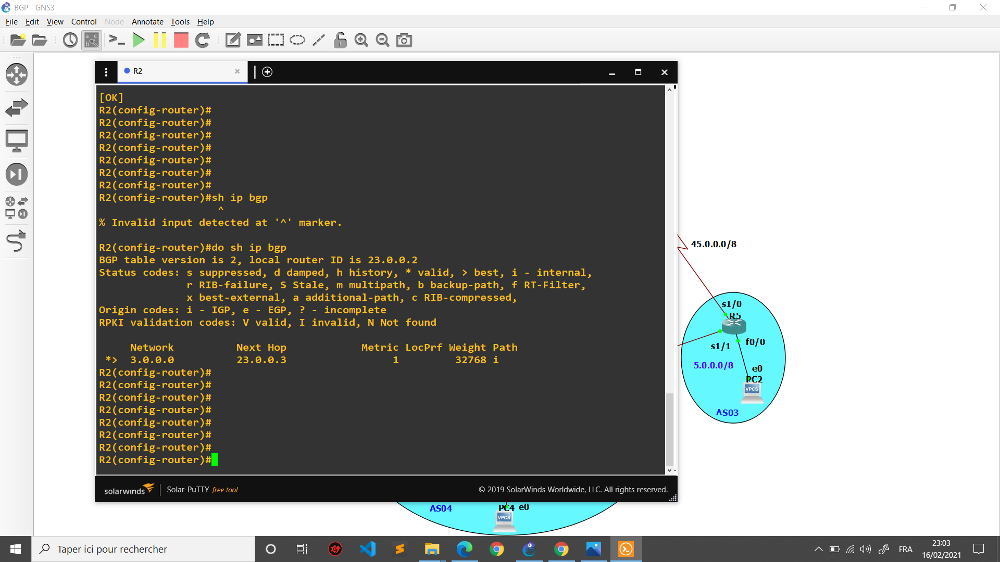 BGP - GNS3
File Edit View Control Node Annotate Tools Help
R2
[OK]
R2(config-router)#
R2(config-router)#
R2(config-router)#
R2(config-router)#
R2(config-router)#
R2(config-router)#
R2(config-router)#
R2(config-router)#sh ip bgp
^
% Invalid input detected at '^' marker.
R2(config-router)#do sh ip bgp
BGP table version is 2, local router ID is 23.0.0.2
Status codes: s suppressed, d damped, h history, * valid, > best, i - internal,
r RIB-failure, S Stale, m multipath, b backup-path, f RT-Filter,
x best-external, a additional-path, c RIB-compressed,
Origin codes: i - IGP, e - EGP, ? - incomplete
RPKI validation codes: V valid, I invalid, N Not found
Network Next Hop Metric LocPrf Weight Path
*> 3.0.0.0 23.0.0.3 1 32768 i
R2(config-router)#
R2(config-router)#
R2(config-router)#
R2(config-router)#
R2(config-router)#
R2(config-router)#
R2(config-router)#
R2(config-router)#
solarwinds Solar-PuTTY free tool © 2019 SolarWinds Worldwide, LLC. All rights reserved.
45.0.0.0/8
s1/0
R5
s1/1 f0/0
5.0.0.0/8
e0
PC2
VPCS
AS03
AS04 PC4 e0
VPCS
Taper ici pour rechercher
FRA
23:03
16/02/2021